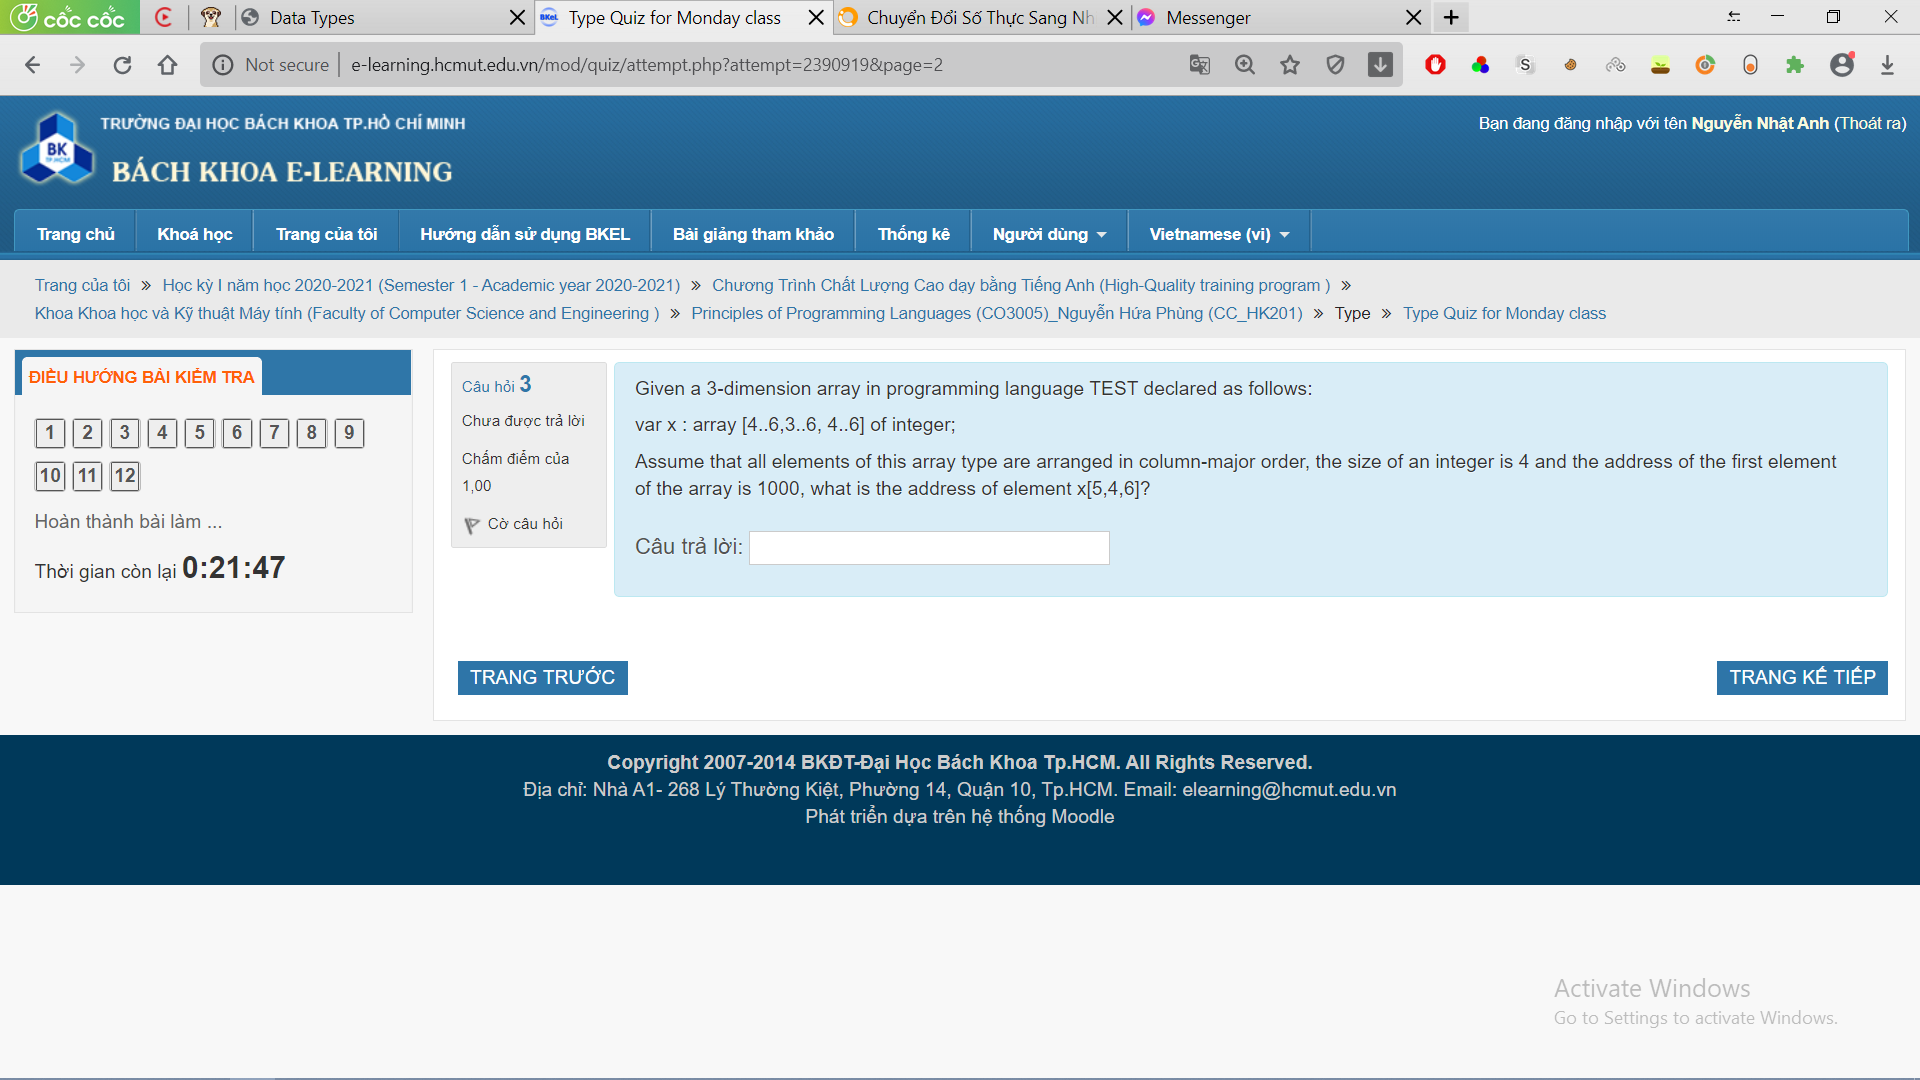 cốc cốc
Data Types
Type Quiz for Monday class
Chuyển Đổi Số Thực Sang Nh
Messenger
Not secure
e-learning.hcmut.edu.vn/mod/quiz/attempt.php?attempt=2390919&page=2
TRƯỜNG ĐẠI HỌC BÁCH KHOA TP.HỒ CHÍ MINH
BK
TP.HCM
BÁCH KHOA E-LEARNING
Bạn đang đăng nhập với tên Nguyễn Nhật Anh (Thoát ra)
Trang chủ
Khoá học
Trang của tôi
Hướng dẫn sử dụng BKEL
Bài giảng tham khảo
Thống kê
Người dùng
Vietnamese (vi)
Trang của tôi » Học kỳ I năm học 2020-2021 (Semester 1 - Academic year 2020-2021) » Chương Trình Chất Lượng Cao dạy bằng Tiếng Anh (High-Quality training program ) »
Khoa Khoa học và Kỹ thuật Máy tính (Faculty of Computer Science and Engineering ) » Principles of Programming Languages (CO3005)_Nguyễn Hứa Phùng (CC_HK201) » Type » Type Quiz for Monday class
ĐIỀU HƯỚNG BÀI KIỂM TRA
1 2 3 4 5 6 7 8 9
10 11 12
Hoàn thành bài làm ...
Thời gian còn lại 0:21:47
Câu hỏi 3
Chưa được trả lời
Chấm điểm của
1,00
Cờ câu hỏi
Given a 3-dimension array in programming language TEST declared as follows:
var x : array [4..6,3..6, 4..6] of integer;
Assume that all elements of this array type are arranged in column-major order, the size of an integer is 4 and the address of the first element
of the array is 1000, what is the address of element x[5,4,6]?
Câu trả lời:
TRANG TRƯỚC
TRANG KẾ TIẾP
Copyright 2007-2014 BKĐT-Đại Học Bách Khoa Tp.HCM. All Rights Reserved.
Địa chỉ: Nhà A1- 268 Lý Thường Kiệt, Phường 14, Quận 10, Tp.HCM. Email: elearning@hcmut.edu.vn
Phát triển dựa trên hệ thống Moodle
Activate Windows
Go to Settings to activate Windows.